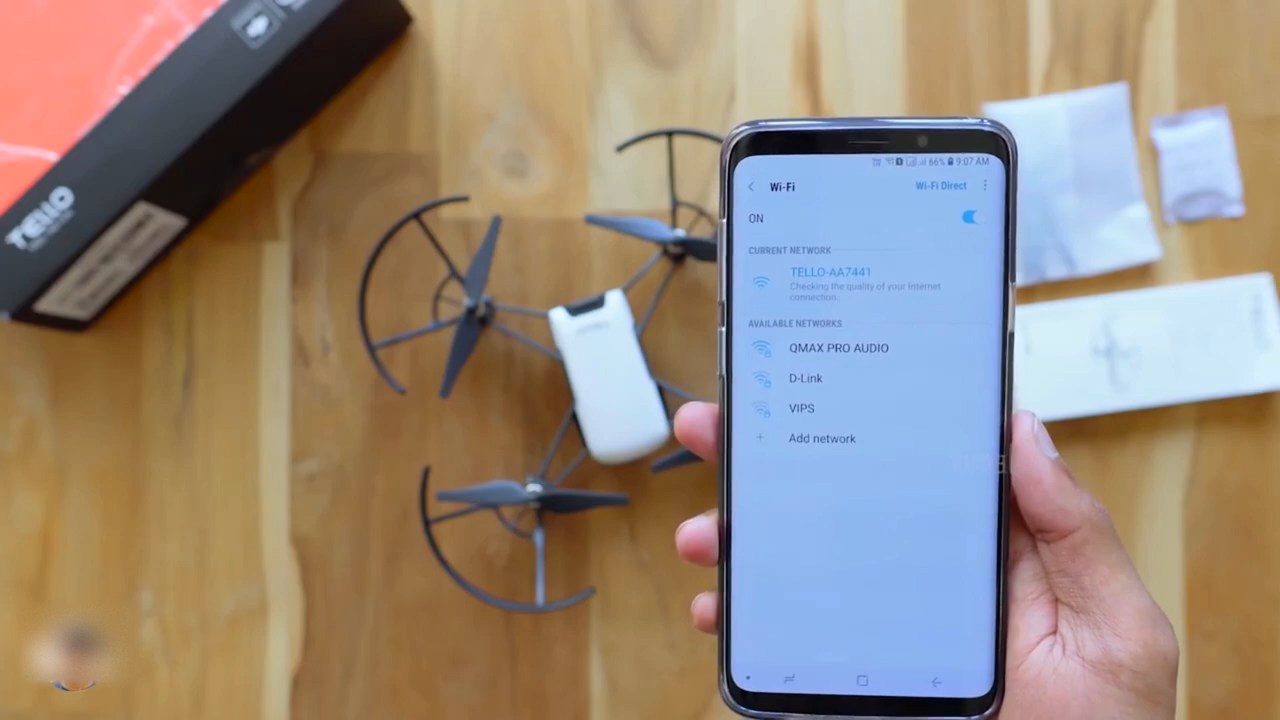 TELLO
66% 9:07 AM
Wi-Fi Wi-Fi Direct
ON
CURRENT NETWORK
TELLO-AA7441
Checking the quality of your Internet
connection.
AVAILABLE NETWORKS
QMAX PRO AUDIO
D-Link
VIPS
Add network